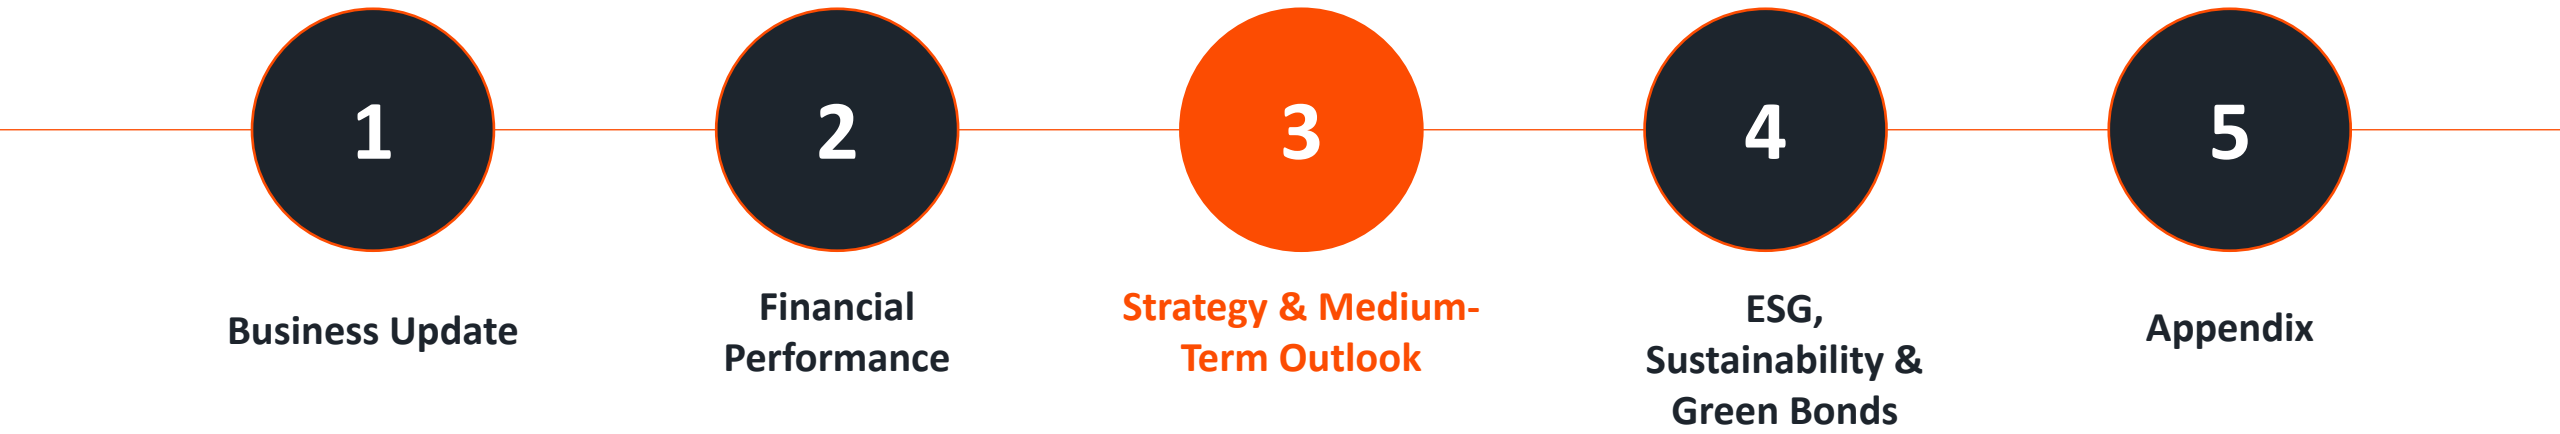 1
2
3
4
5
Business Update
Financial
Performance
Strategy & Medium-
Term Outlook
ESG,
Sustainability &
Green Bonds
Appendix